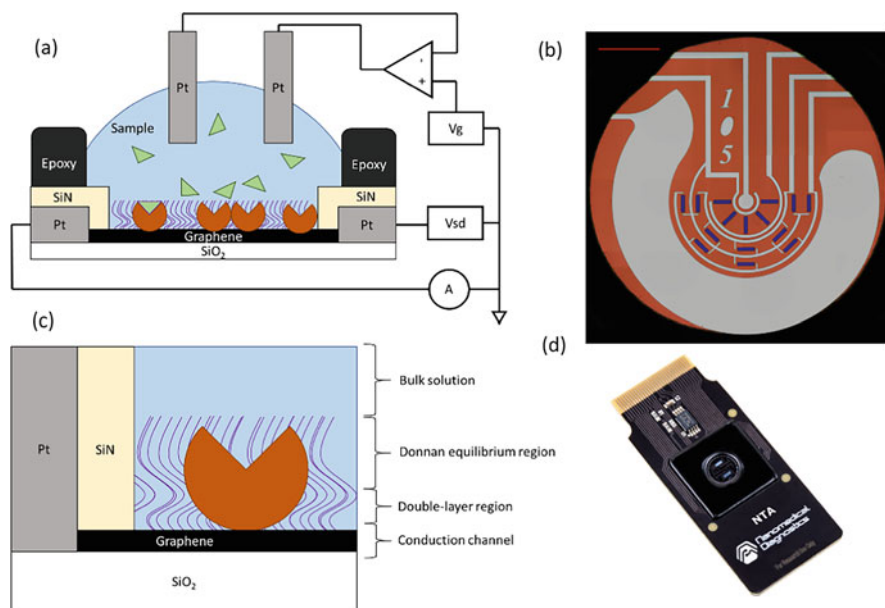 (a)
Pt
Pt
-
+
Vg
Sample
Epoxy
Epoxy
SiN
SiN
Pt
Pt
Vsd
Graphene
SiO2
A
(b)
1
5
(c)
Pt
SiN
Bulk solution
Donnan equilibrium region
Double-layer region
Conduction channel
Graphene
SiO2
(d)
NTA
Nanomedical
Diagnostics